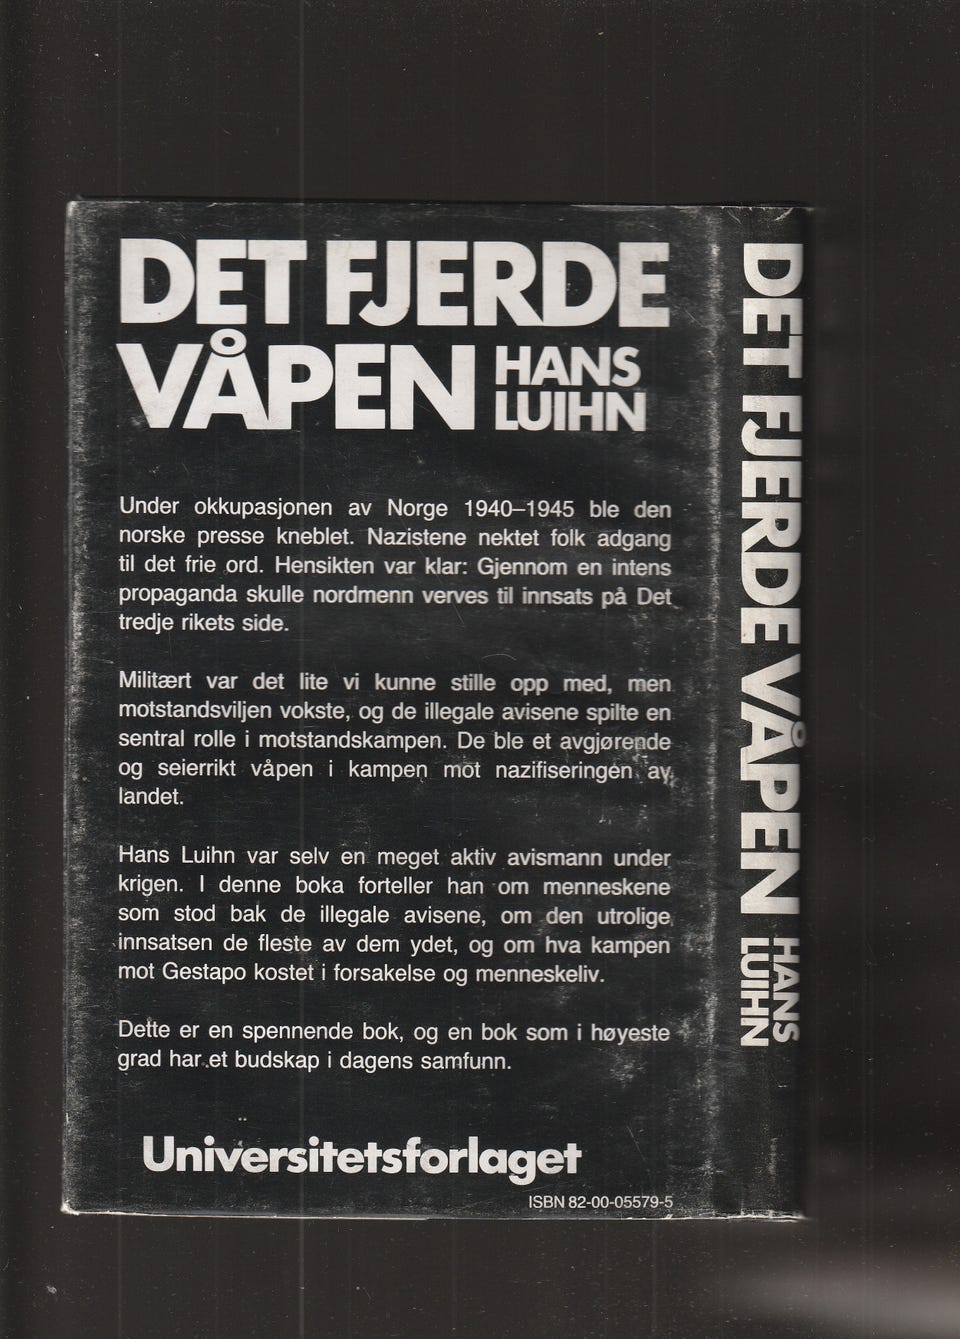 DET FJERDE
VÅPEN HANS
LUIHN
Under okkupasjonen av Norge 1940–1945 ble den
norske presse kneblet. Nazistene nektet folk adgang
til det frie ord. Hensikten var klar: Gjennom en intens
propaganda skulle nordmenn verves til innsats på Det
tredje rikets side.
Militært var det lite vi kunne stille opp med, men
motstandsviljen vokste, og de illegale avisene spilte en
sentral rolle i motstandskampen. De ble et avgjørende
og seierrikt våpen i kampen mot nazifiseringen av
landet.
Hans Luihn var selv en meget aktiv avismann under
krigen. I denne boka forteller han om menneskene
som stod bak de illegale avisene, om den utrolige
innsatsen de fleste av dem ydet, og om hva kampen
mot Gestapo kostet i forsakelse og menneskeliv.
Dette er en spennende bok, og en bok som i høyeste
grad har et budskap i dagens samfunn.
Universitetsforlaget
ISBN 82-00-05579-5
DET FJERDE VÅPEN HANS
LUIHN